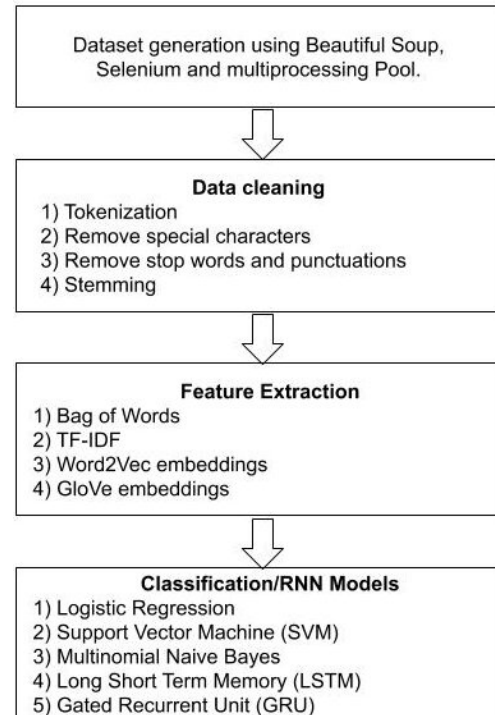 Dataset generation using Beautiful Soup,
Selenium and multiprocessing Pool.
Data cleaning
1) Tokenization
2) Remove special characters
3) Remove stop words and punctuations
4) Stemming
Feature Extraction
1) Bag of Words
2) TF-IDF
3) Word2Vec embeddings
4) GloVe embeddings
Classification/RNN Models
1) Logistic Regression
2) Support Vector Machine (SVM)
3) Multinomial Naive Bayes
4) Long Short Term Memory (LSTM)
5) Gated Recurrent Unit (GRU)